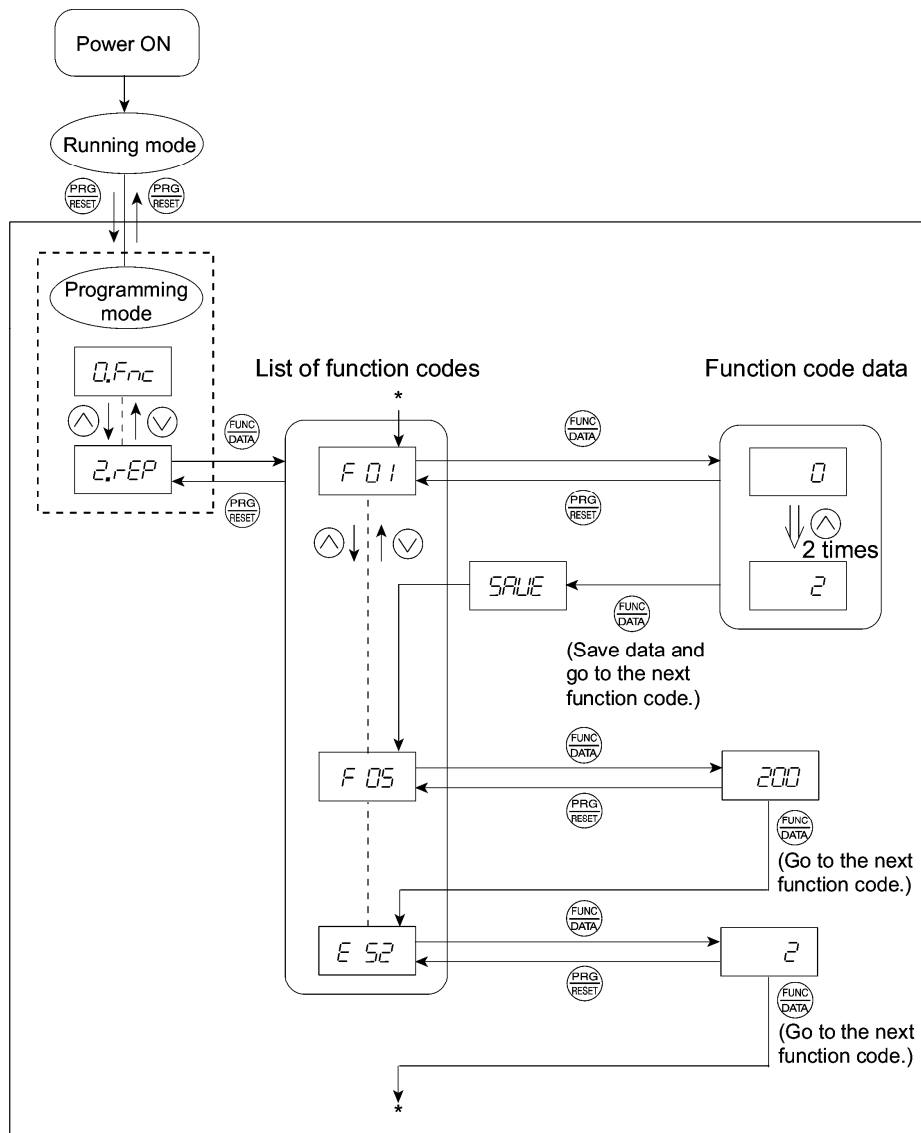 Power ON
Running mode
PRG
RESET
PRG
RESET
Programming
mode
0.Fnc
2.rEP
FUNC
DATA
PRG
RESET
List of function codes
Function code data
*
F 01
FUNC
DATA
PRG
RESET
0
2 times
2
SAVE
FUNC
DATA
(Save data and
go to the next
function code.)
F 05
FUNC
DATA
PRG
RESET
200
FUNC
DATA
(Go to the next
function code.)
E 52
FUNC
DATA
PRG
RESET
2
FUNC
DATA
(Go to the next
function code.)
*